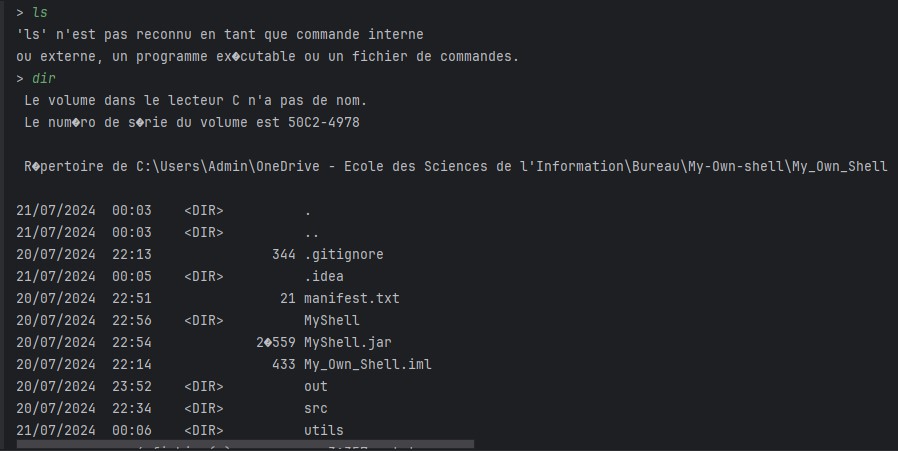 > ls
'ls' n'est pas reconnu en tant que commande interne
ou externe, un programme ex�cutable ou un fichier de commandes.
> dir
 Le volume dans le lecteur C n'a pas de nom.
 Le num�ro de s�rie du volume est 50C2-4978

 R�pertoire de C:\Users\Admin\OneDrive - Ecole des Sciences de l'Information\Bureau\My-Own-shell\My_Own_Shell

21/07/2024  00:03    <DIR>          .
21/07/2024  00:03    <DIR>          ..
20/07/2024  22:13               344 .gitignore
21/07/2024  00:05    <DIR>          .idea
20/07/2024  22:51                21 manifest.txt
20/07/2024  22:56    <DIR>          MyShell
20/07/2024  22:54             2�559 MyShell.jar
20/07/2024  22:14               433 My_Own_Shell.iml
20/07/2024  23:52    <DIR>          out
20/07/2024  22:34    <DIR>          src
21/07/2024  00:06    <DIR>          utils